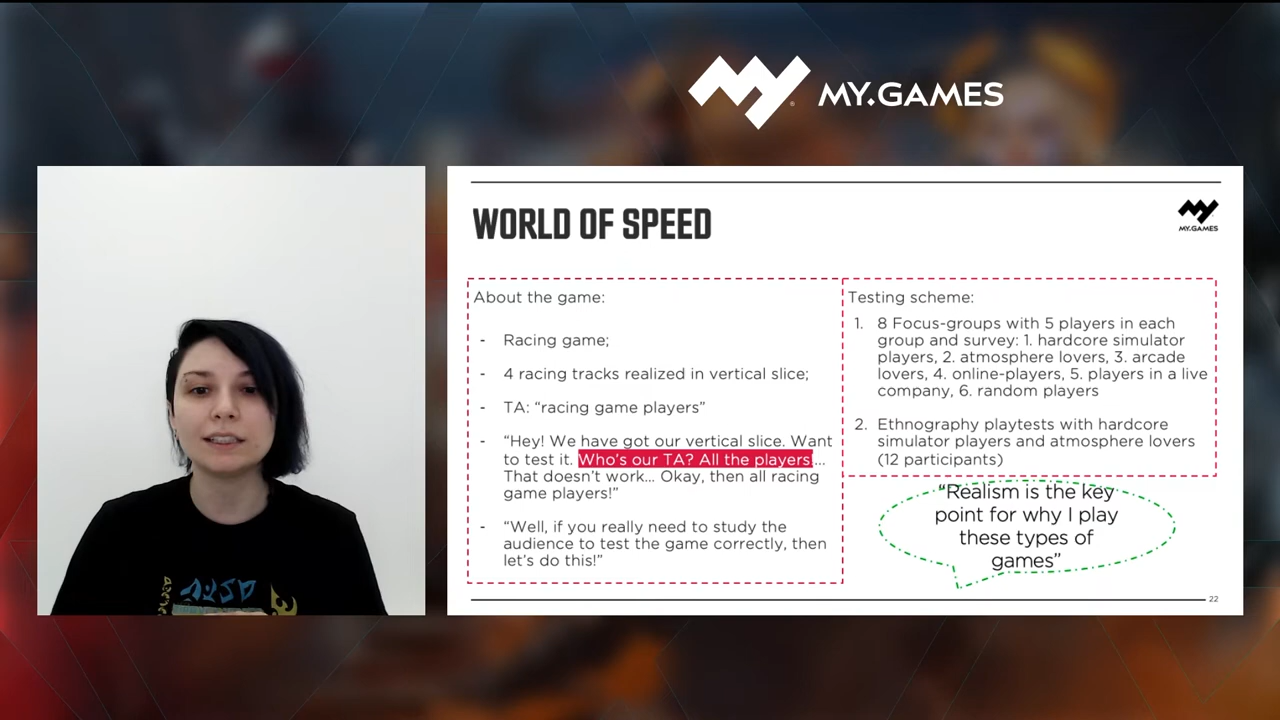 MY.GAMES
WORLD OF SPEED
MY.GAMES
About the game:
- Racing game;
- 4 racing tracks realized in vertical slice;
- TA: “racing game players”
- “Hey! We have got our vertical slice. Want
to test it. Who’s our TA? All the players!...
That doesn’t work... Okay, then all racing
game players!”
- “Well, if you really need to study the
audience to test the game correctly, then
let’s do this!”
Testing scheme:
1. 8 Focus-groups with 5 players in each
group and survey: 1. hardcore simulator
players, 2. atmosphere lovers, 3. arcade
lovers, 4. online-players, 5. players in a live
company, 6. random players
2. Ethnography playtests with hardcore
simulator players and atmosphere lovers
(12 participants)
“Realism is the key
point for why I play
these types of
games”
22